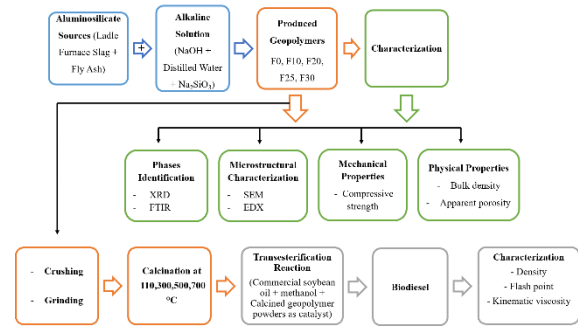 Aluminosilicate
Sources (Ladle
Furnace Slag +
Fly Ash)
+
Alkaline
Solution
(NaOH +
Distilled Water
+ Na₂SiO₃)
Produced
Geopolymers
F0, F10, F20,
F25, F30
Characterization
Phases
Identification
- XRD
- FTIR
Microstructural
Characterization
- SEM
- EDX
Mechanical
Properties
- Compressive
strength
Physical Properties
- Bulk density
- Apparent porosity
- Crushing
- Grinding
Calcination at
110,300,500,700
°C
Transesterification
Reaction
(Commercial soybean
oil + methanol +
Calcined geopolymer
powders as catalyst)
Biodiesel
Characterization
- Density
- Flash point
- Kinematic viscosity